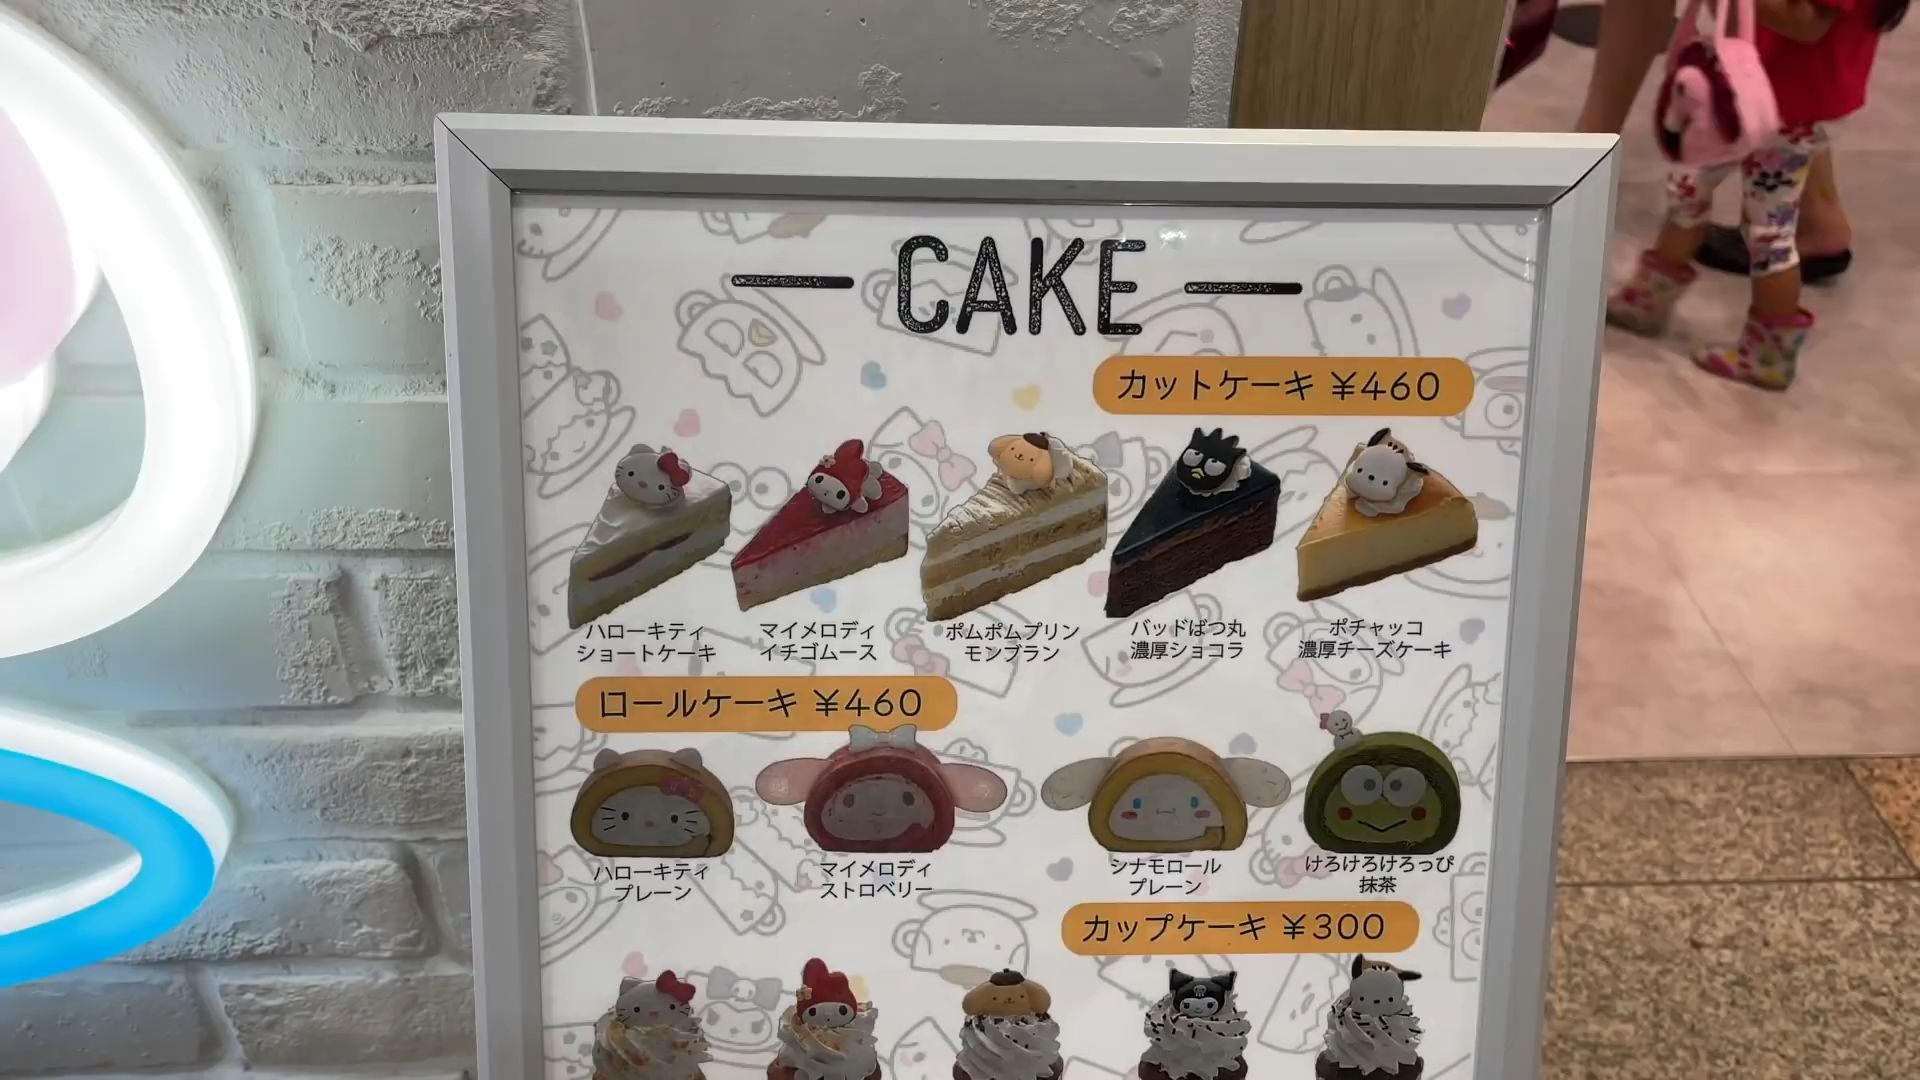 CAKE
カットケーキ ¥460
ハローキティ
ショートケーキ
マイメロディ
イチゴムース
ポムポムプリン
モンブラン
バッドばつ丸
濃厚ショコラ
ポチャッコ
濃厚チーズケーキ
ロールケーキ ¥460
ハローキティ
プレーン
マイメロディ
ストロベリー
シナモロール
プレーン
けろけろけろっぴ
抹茶
カップケーキ ¥300